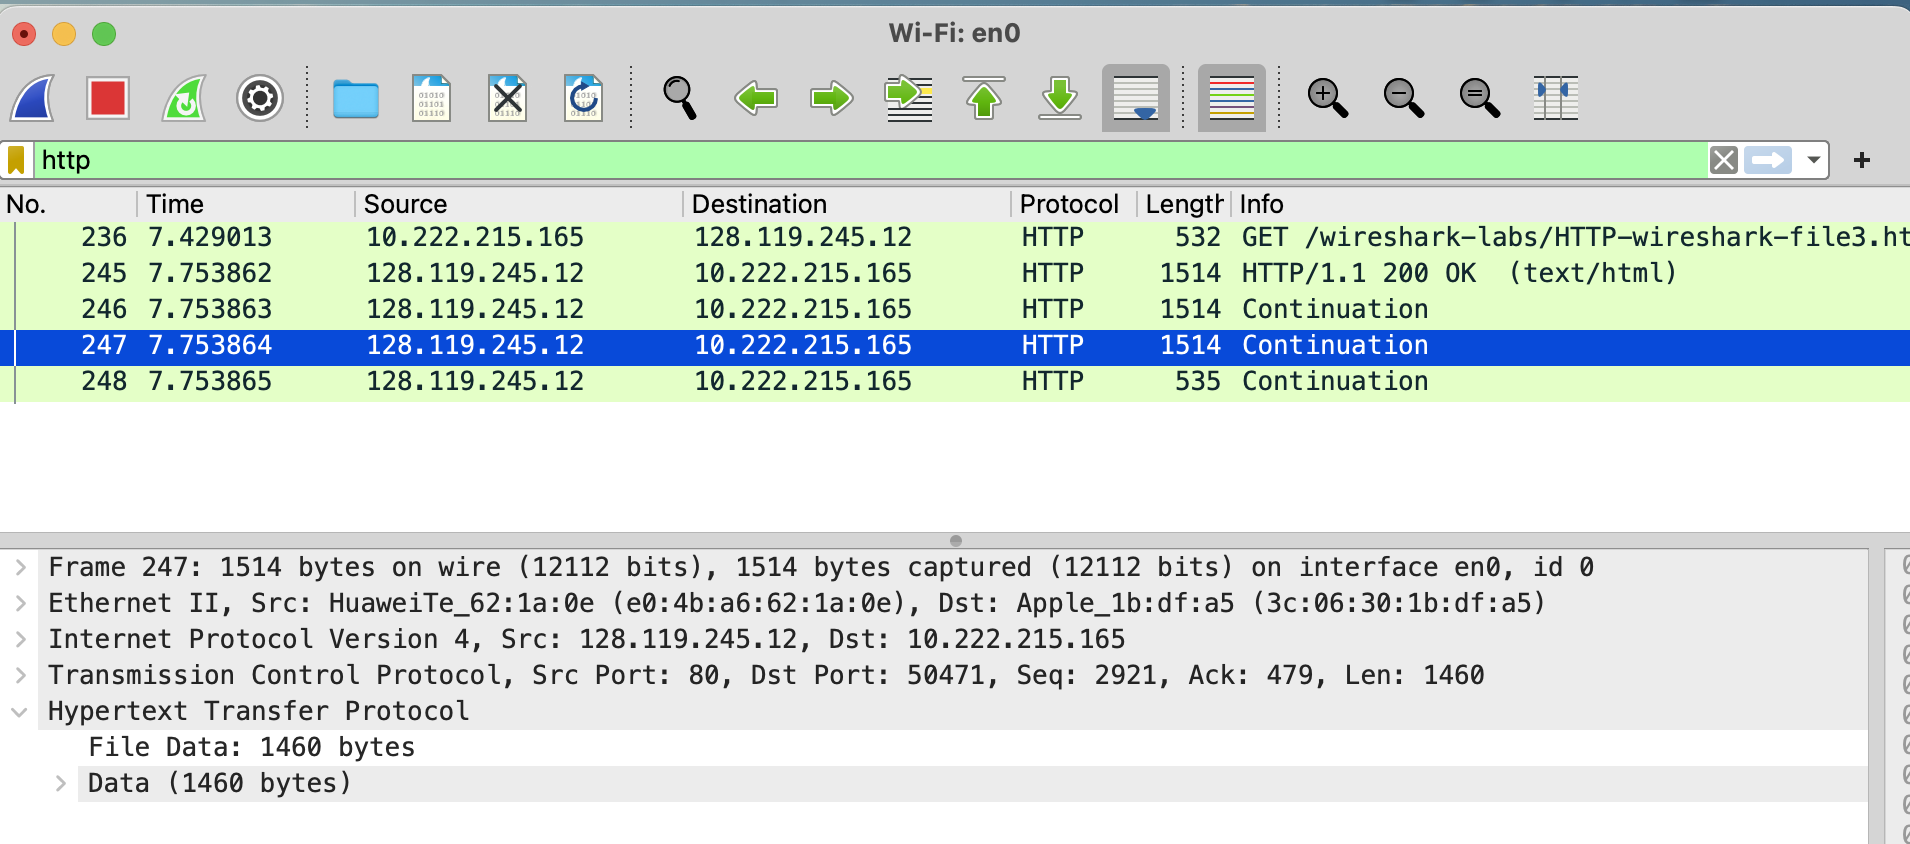 Wi-Fi: en0
http
No. Time Source Destination Protocol Length Info
236 7.429013 10.222.215.165 128.119.245.12 HTTP 532 GET /wireshark-labs/HTTP-wireshark-file3.ht
245 7.753862 128.119.245.12 10.222.215.165 HTTP 1514 HTTP/1.1 200 OK (text/html)
246 7.753863 128.119.245.12 10.222.215.165 HTTP 1514 Continuation
247 7.753864 128.119.245.12 10.222.215.165 HTTP 1514 Continuation
248 7.753865 128.119.245.12 10.222.215.165 HTTP 535 Continuation
Frame 247: 1514 bytes on wire (12112 bits), 1514 bytes captured (12112 bits) on interface en0, id 0
Ethernet II, Src: HuaweiTe_62:1a:0e (e0:4b:a6:62:1a:0e), Dst: Apple_1b:df:a5 (3c:06:30:1b:df:a5)
Internet Protocol Version 4, Src: 128.119.245.12, Dst: 10.222.215.165
Transmission Control Protocol, Src Port: 80, Dst Port: 50471, Seq: 2921, Ack: 479, Len: 1460
Hypertext Transfer Protocol
File Data: 1460 bytes
Data (1460 bytes)